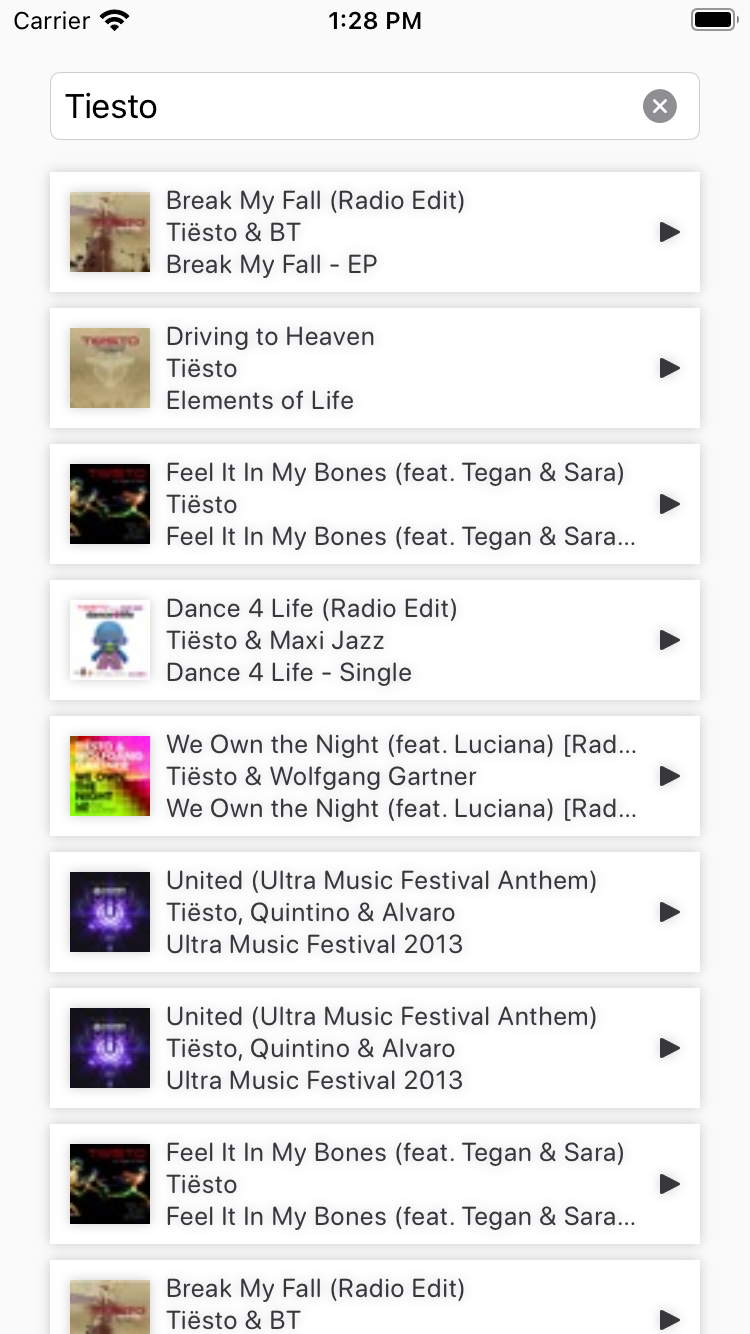 Carrier 1:28 PM
Tiesto
Break My Fall (Radio Edit)
Tiësto & BT
Break My Fall - EP
Driving to Heaven
Tiësto
Elements of Life
Feel It In My Bones (feat. Tegan & Sara)
Tiësto
Feel It In My Bones (feat. Tegan & Sara...
Dance 4 Life (Radio Edit)
Tiësto & Maxi Jazz
Dance 4 Life - Single
We Own the Night (feat. Luciana) [Rad...
Tiësto & Wolfgang Gartner
We Own the Night (feat. Luciana) [Rad...
United (Ultra Music Festival Anthem)
Tiësto, Quintino & Alvaro
Ultra Music Festival 2013
United (Ultra Music Festival Anthem)
Tiësto, Quintino & Alvaro
Ultra Music Festival 2013
Feel It In My Bones (feat. Tegan & Sara)
Tiësto
Feel It In My Bones (feat. Tegan & Sara...
Break My Fall (Radio Edit)
Tiësto & BT